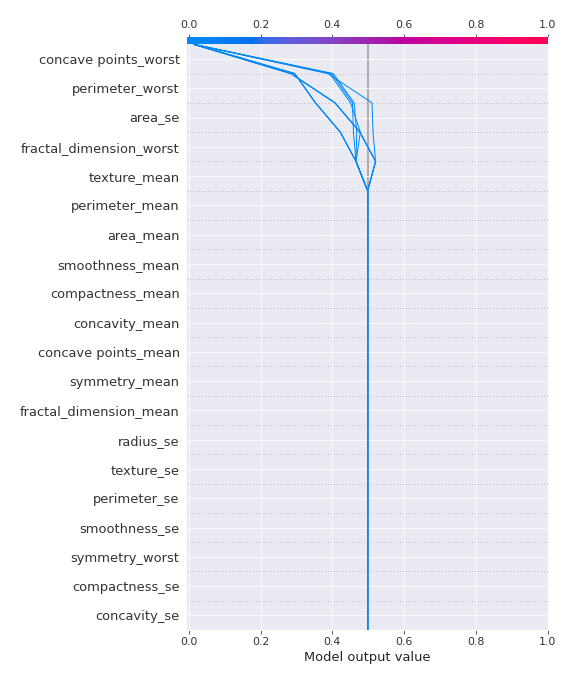 0.0 0.2 0.4 0.6 0.8 1.0
concave points_worst
perimeter_worst
area_se
fractal_dimension_worst
texture_mean
perimeter_mean
area_mean
smoothness_mean
compactness_mean
concavity_mean
concave points_mean
symmetry_mean
fractal_dimension_mean
radius_se
texture_se
perimeter_se
smoothness_se
symmetry_worst
compactness_se
concavity_se
0.0 0.2 0.4 0.6 0.8 1.0
Model output value